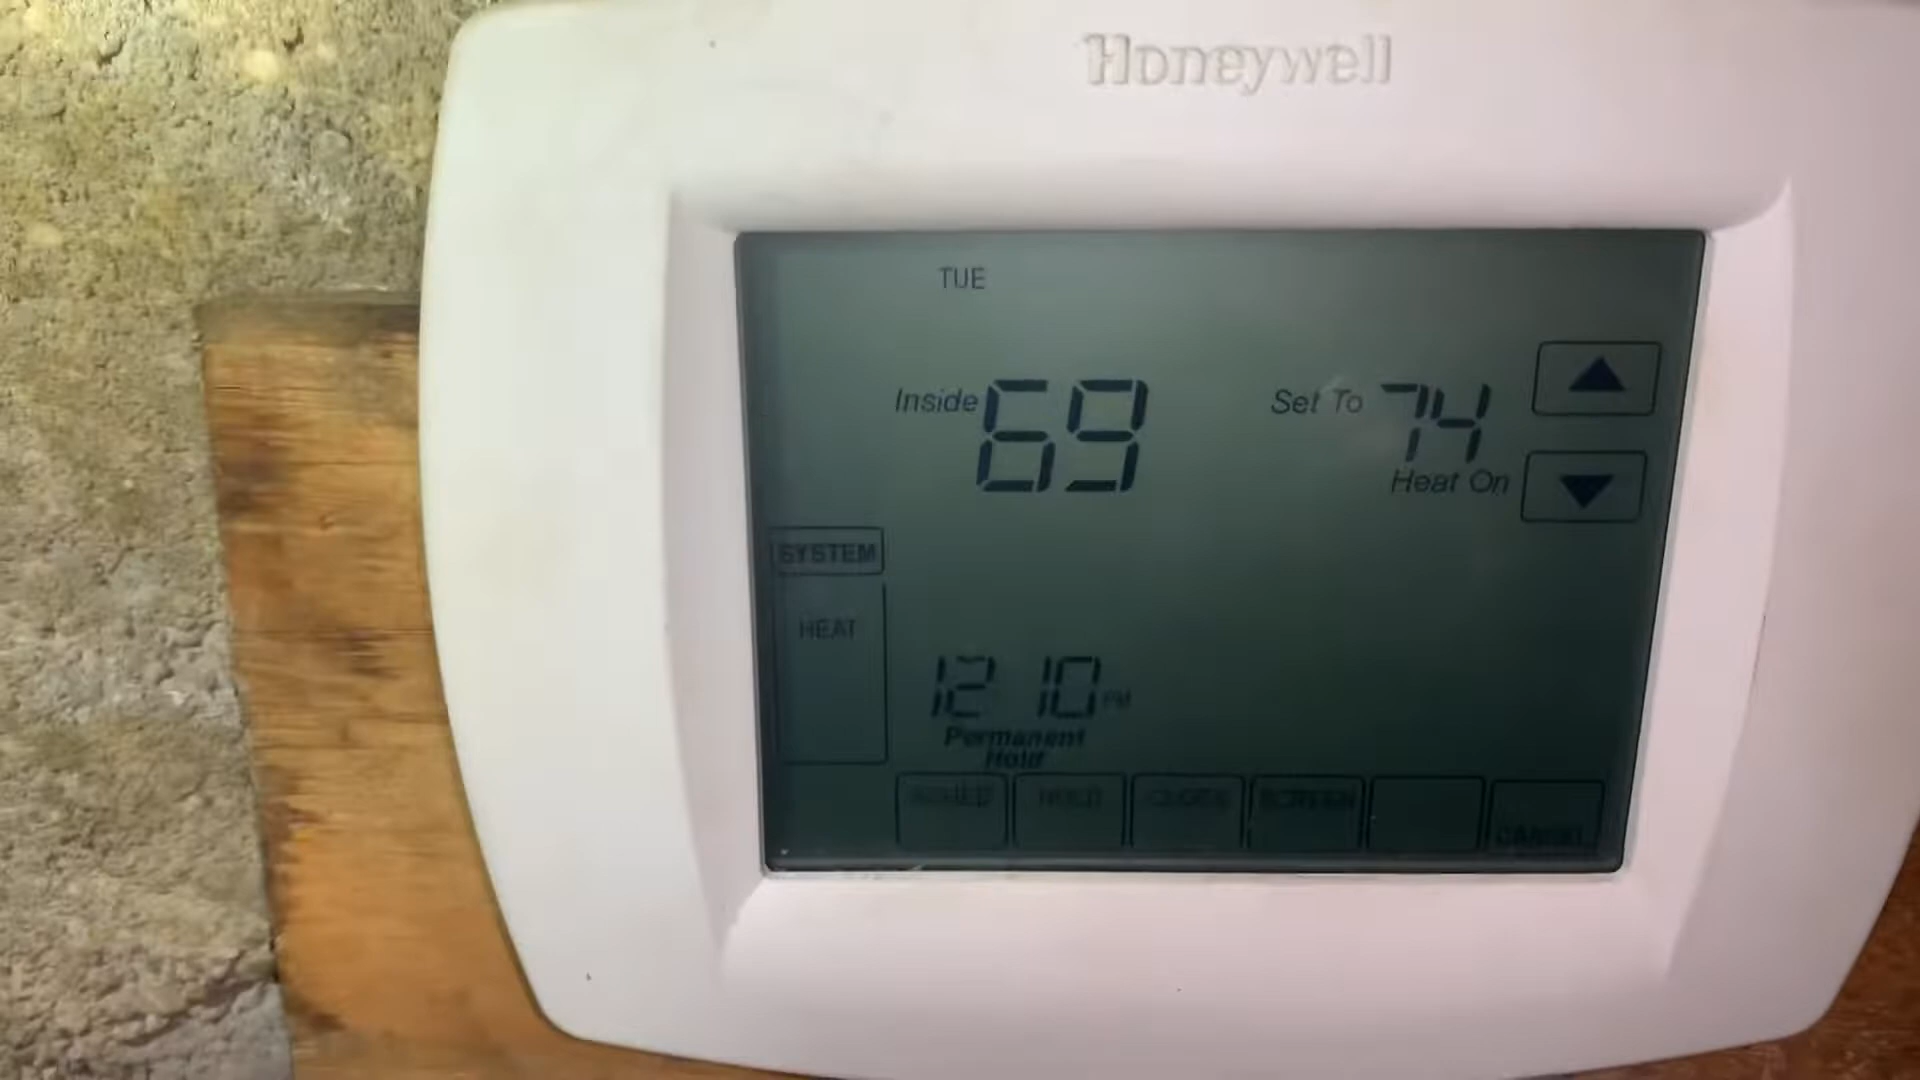 Honeywell
TUE
Inside 69
Set To 74
Heat On
SYSTEM
HEAT
12 10 PM
Permanent
Hold
SCHED HOLD CLOCK SCREEN
CANCEL